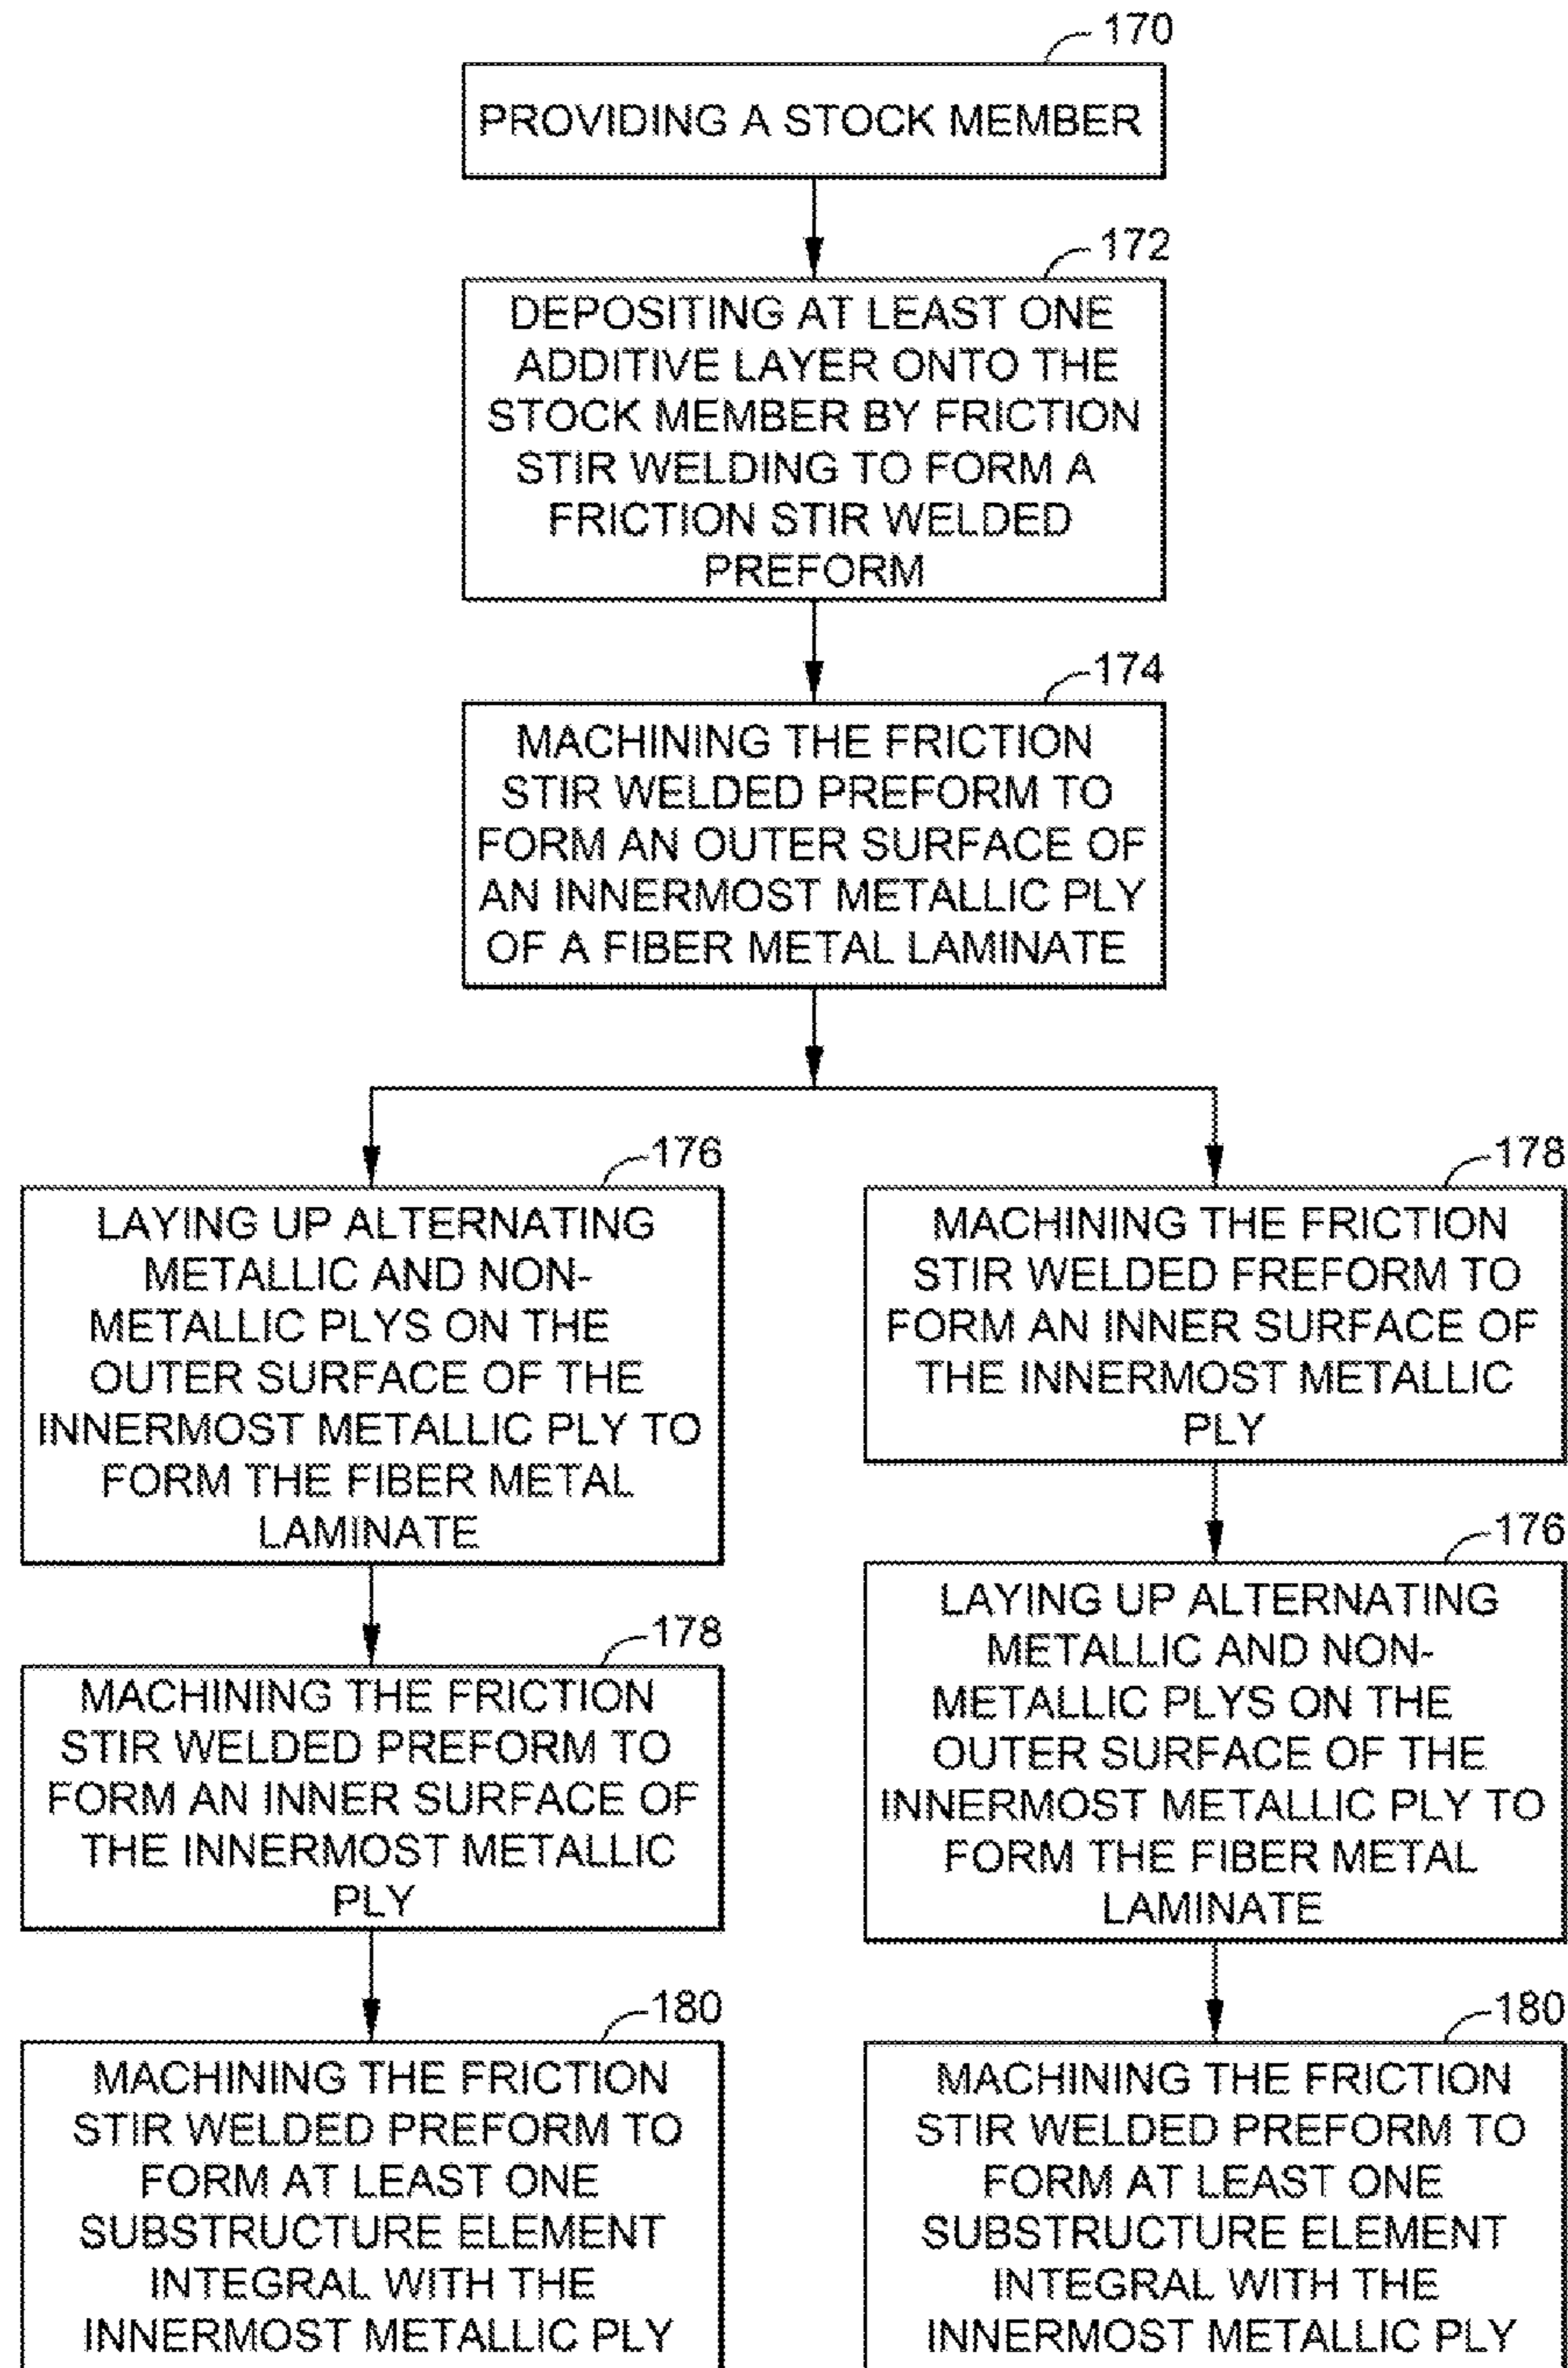 170
PROVIDING A STOCK MEMBER
172
DEPOSITING AT LEAST ONE
ADDITIVE LAYER ONTO THE
STOCK MEMBER BY FRICTION
STIR WELDING TO FORM A
FRICTION STIR WELDED
PREFORM
174
MACHINING THE FRICTION
STIR WELDED PREFORM TO
FORM AN OUTER SURFACE OF
AN INNERMOST METALLIC PLY
OF A FIBER METAL LAMINATE
176
LAYING UP ALTERNATING
METALLIC AND NON-
METALLIC PLYS ON THE
OUTER SURFACE OF THE
INNERMOST METALLIC PLY TO
FORM THE FIBER METAL
LAMINATE
178
MACHINING THE FRICTION
STIR WELDED PREFORM TO
FORM AN INNER SURFACE OF
THE INNERMOST METALLIC
PLY
180
MACHINING THE FRICTION
STIR WELDED PREFORM TO
FORM AT LEAST ONE
SUBSTRUCTURE ELEMENT
INTEGRAL WITH THE
INNERMOST METALLIC PLY
178
MACHINING THE FRICTION
STIR WELDED FREFORM TO
FORM AN INNER SURFACE OF
THE INNERMOST METALLIC
PLY
176
LAYING UP ALTERNATING
METALLIC AND NON-
METALLIC PLYS ON THE
OUTER SURFACE OF THE
INNERMOST METALLIC PLY TO
FORM THE FIBER METAL
LAMINATE
180
MACHINING THE FRICTION
STIR WELDED PREFORM TO
FORM AT LEAST ONE
SUBSTRUCTURE ELEMENT
INTEGRAL WITH THE
INNERMOST METALLIC PLY